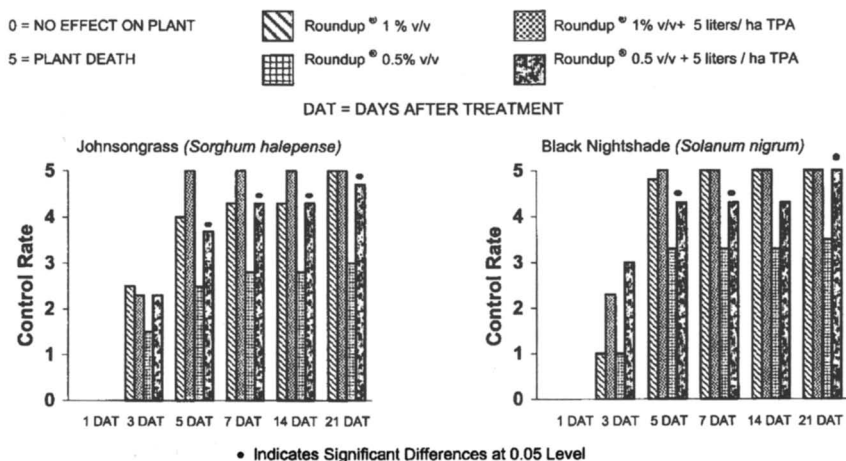 0 = NO EFFECT ON PLANT
5 = PLANT DEATH
Roundup ® 1 % v/v
Roundup ® 0.5% v/v
Roundup ® 1% v/v+ 5 liters/ ha TPA
Roundup ® 0.5 v/v + 5 liters / ha TPA
DAT = DAYS AFTER TREATMENT
Johnsongrass (Sorghum halepense)
Control Rate
5
4
3
2
1
0
1 DAT 3 DAT 5 DAT 7 DAT 14 DAT 21 DAT
Black Nightshade (Solanum nigrum)
Control Rate
5
4
3
2
1
0
1 DAT 3 DAT 5 DAT 7 DAT 14 DAT 21 DAT
• Indicates Significant Differences at 0.05 Level